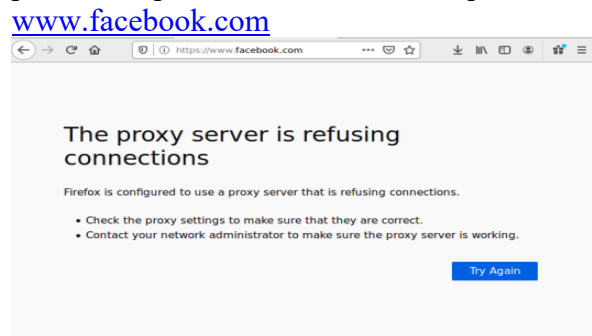 www.facebook.com
https://www.facebook.com
The proxy server is refusing
connections
Firefox is configured to use a proxy server that is refusing connections.
• Check the proxy settings to make sure that they are correct.
• Contact your network administrator to make sure the proxy server is working.
Try Again